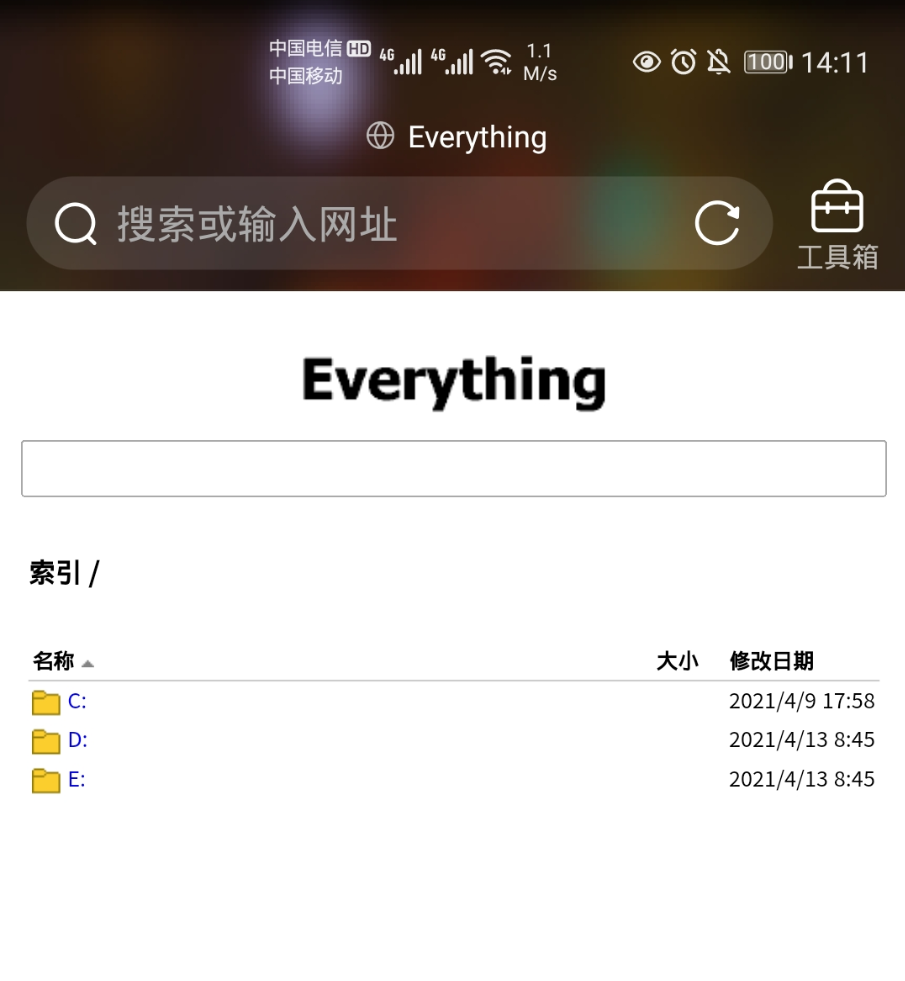 中国电信 HD 4G 4G 1.1 100 14:11
中国移动 M/s
Everything
搜索或输入网址
工具箱
Everything
索引 /
名称 大小 修改日期
C: 2021/4/9 17:58
D: 2021/4/13 8:45
E: 2021/4/13 8:45